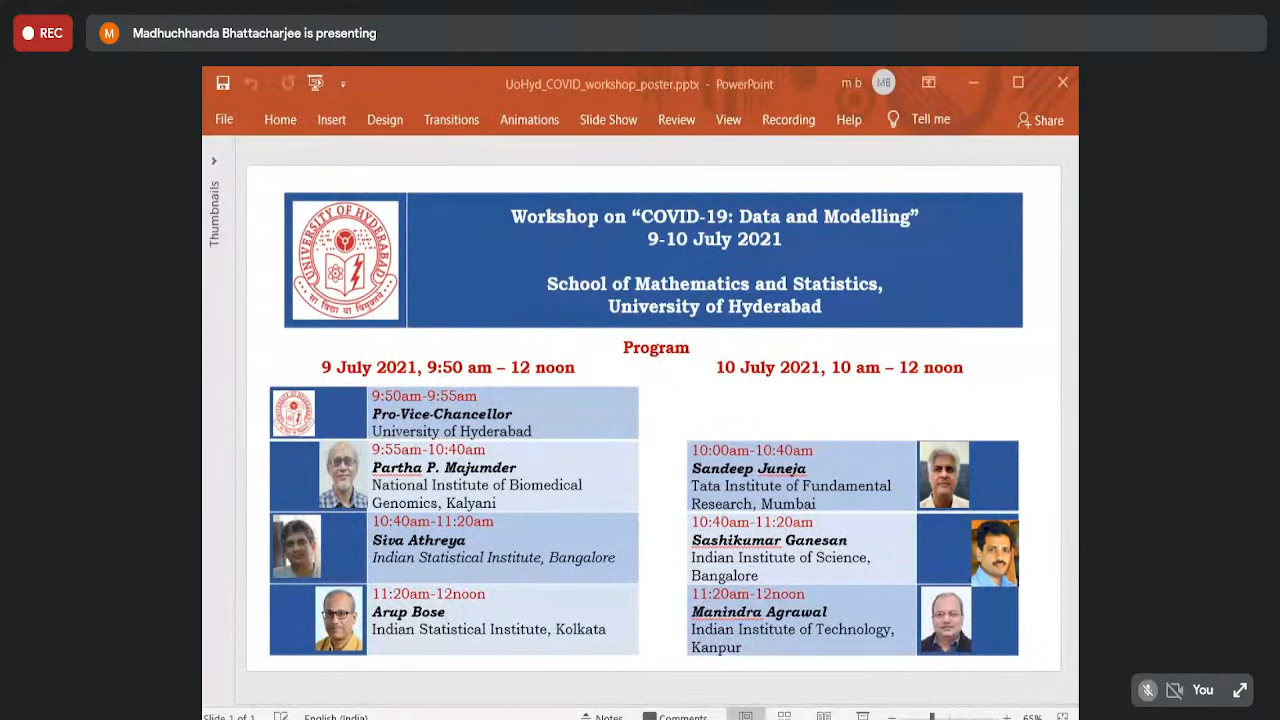 REC
M
Madhuchhanda Bhattacharjee is presenting
UoHyd_COVID_workshop_poster.pptx - PowerPoint
m b
MB
File
Home
Insert
Design
Transitions
Animations
Slide Show
Review
View
Recording
Help
Tell me
Share
Thumbnails
UNIVERSITY OF HYDERABAD
सा विद्या या विमुक्तये
Workshop on “COVID-19: Data and Modelling”
9-10 July 2021
School of Mathematics and Statistics,
University of Hyderabad
Program
9 July 2021, 9:50 am – 12 noon
9:50am-9:55am
Pro-Vice-Chancellor
University of Hyderabad
9:55am-10:40am
Partha P. Majumder
National Institute of Biomedical
Genomics, Kalyani
10:40am-11:20am
Siva Athreya
Indian Statistical Institute, Bangalore
11:20am-12noon
Arup Bose
Indian Statistical Institute, Kolkata
10 July 2021, 10 am – 12 noon
10:00am-10:40am
Sandeep Juneja
Tata Institute of Fundamental
Research, Mumbai
10:40am-11:20am
Sashikumar Ganesan
Indian Institute of Science,
Bangalore
11:20am-12noon
Manindra Agrawal
Indian Institute of Technology,
Kanpur
You
Slide 1 of 1
English (India)
Notes
Comments
65%